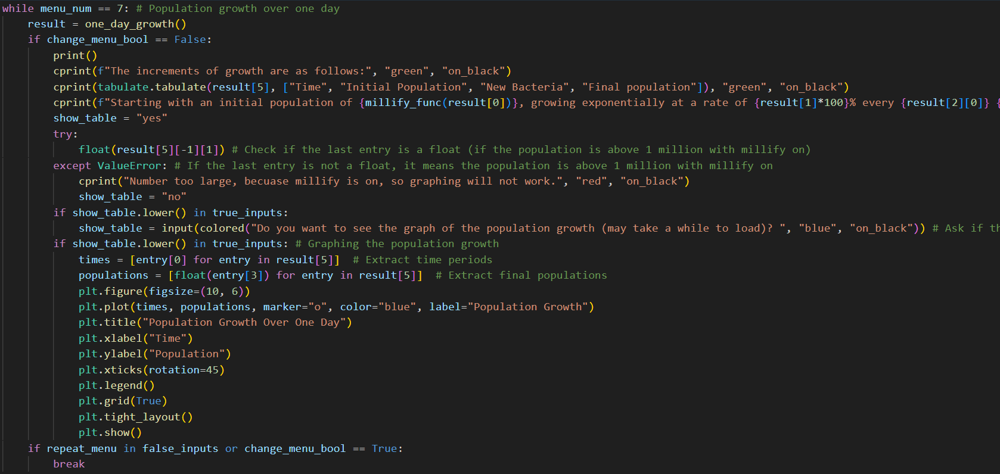 while menu_num == 7: # Population growth over one day
    result = one_day_growth()
    if change_menu_bool == False:
        print()
        cprint(f"The increments of growth are as follows:", "green", "on_black")
        cprint(tabulate.tabulate(result[5], ["Time", "Initial Population", "New Bacteria", "Final population"]), "green", "on_black")
        cprint(f"Starting with an initial population of {millify_func(result[0])}, growing exponentially at a rate of {result[1]*100}% every {result[2][0]} {
        show_table = "yes"
        try:
            float(result[5][-1][1]) # Check if the last entry is a float (if the population is above 1 million with millify on)
        except ValueError: # If the last entry is not a float, it means the population is above 1 million with millify on
            cprint("Number too large, becuase millify is on, so graphing will not work.", "red", "on_black")
            show_table = "no"
        if show_table.lower() in true_inputs:
            show_table = input(colored("Do you want to see the graph of the population growth (may take a while to load)? ", "blue", "on_black")) # Ask if th
        if show_table.lower() in true_inputs: # Graphing the population growth
            times = [entry[0] for entry in result[5]]  # Extract time periods
            populations = [float(entry[3]) for entry in result[5]]  # Extract final populations
            plt.figure(figsize=(10, 6))
            plt.plot(times, populations, marker="o", color="blue", label="Population Growth")
            plt.title("Population Growth Over One Day")
            plt.xlabel("Time")
            plt.ylabel("Population")
            plt.xticks(rotation=45)
            plt.legend()
            plt.grid(True)
            plt.tight_layout()
            plt.show()
    if repeat_menu in false_inputs or change_menu_bool == True:
        break